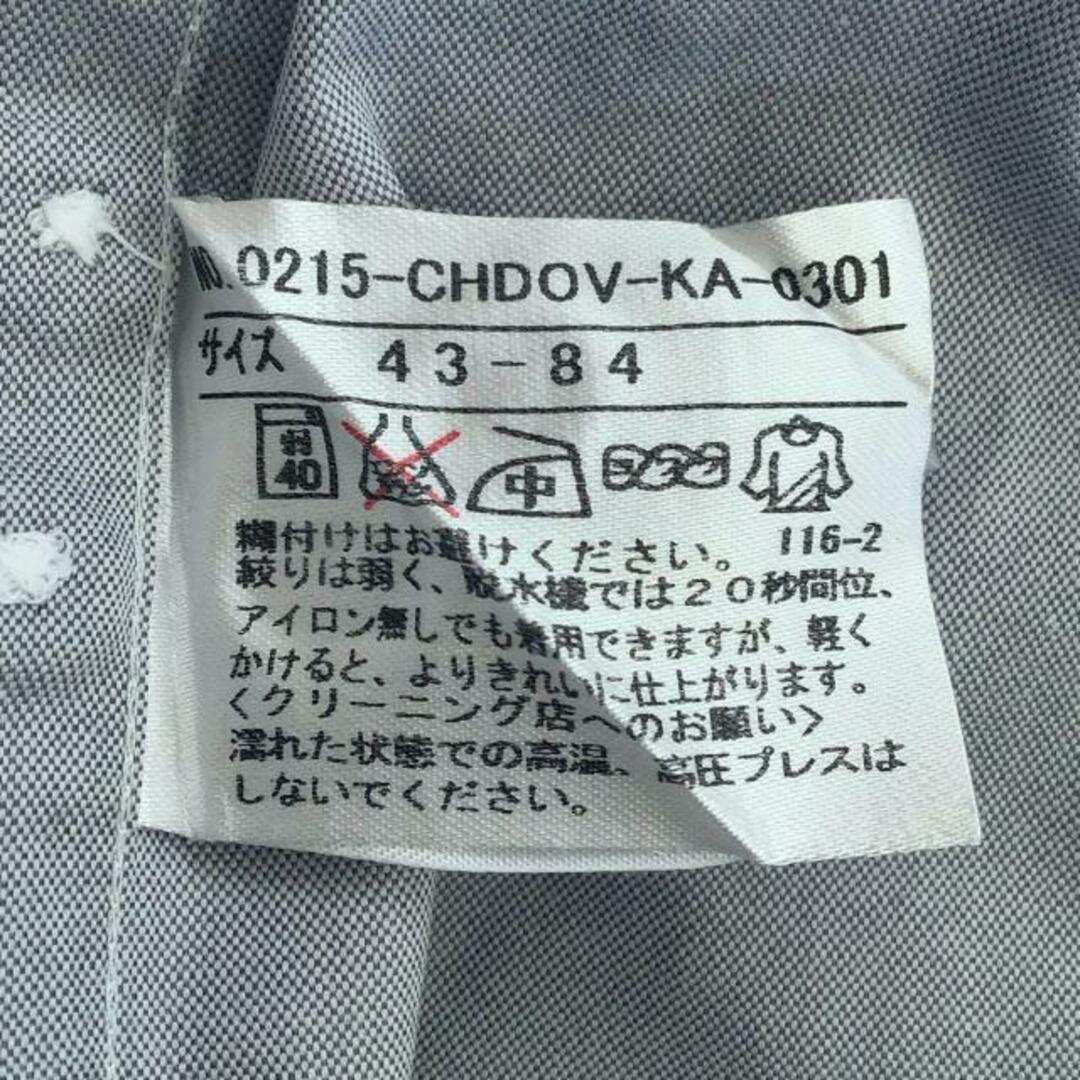 NO.0215-CHDOV-KA-0301
サイズ 43-84
40 中
116-2
糊付けはお避けください。
絞りは弱く、脱水機では20秒間位、
アイロン無しでも着用できますが、軽く
かけると、よりきれいに仕上がります。
〈クリーニング店へのお願い〉
濡れた状態での高温、高圧プレスは
しないでください。